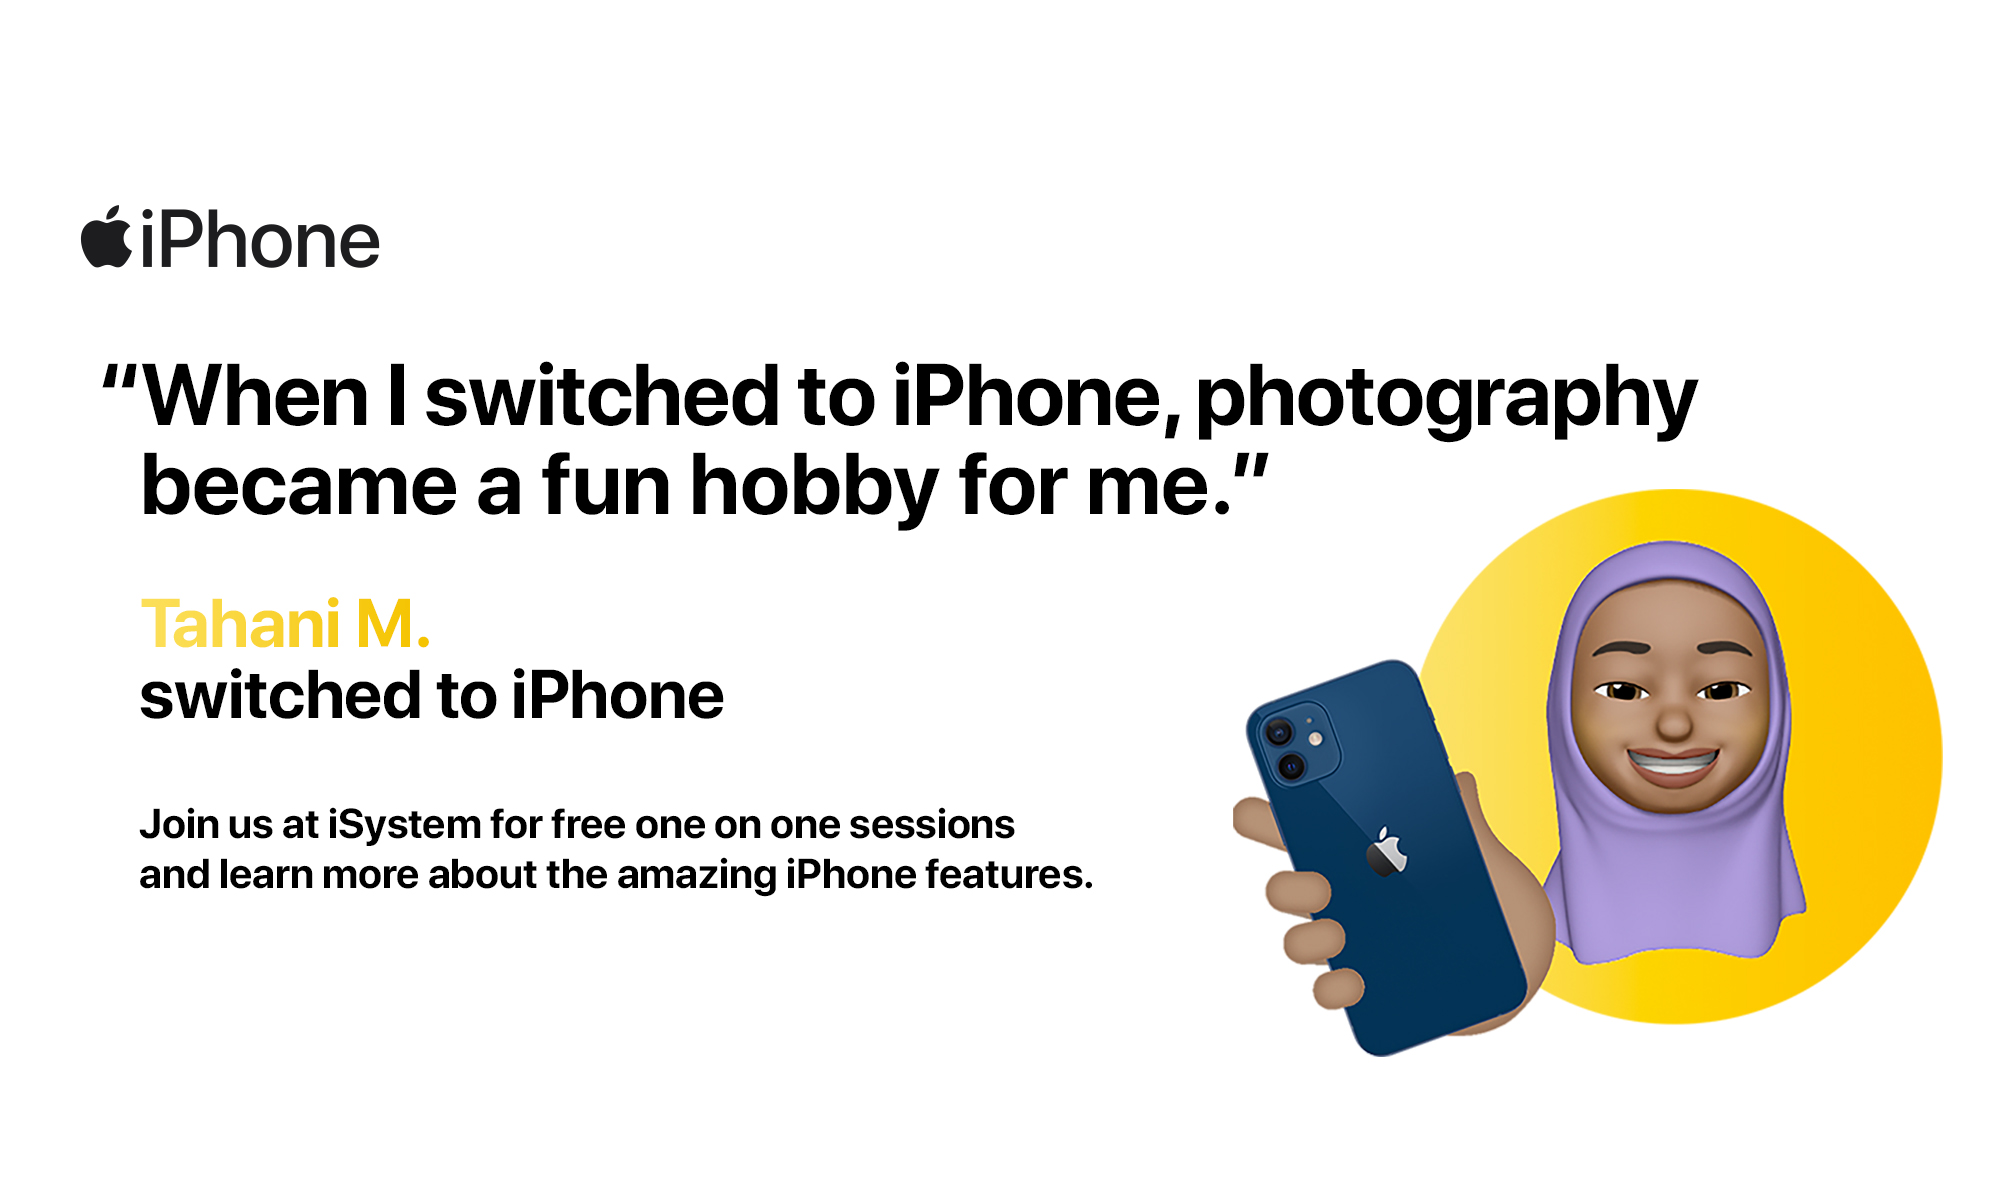 iPhone
“When I switched to iPhone, photography
became a fun hobby for me.”
Tahani M.
switched to iPhone
Join us at iSystem for free one on one sessions
and learn more about the amazing iPhone features.